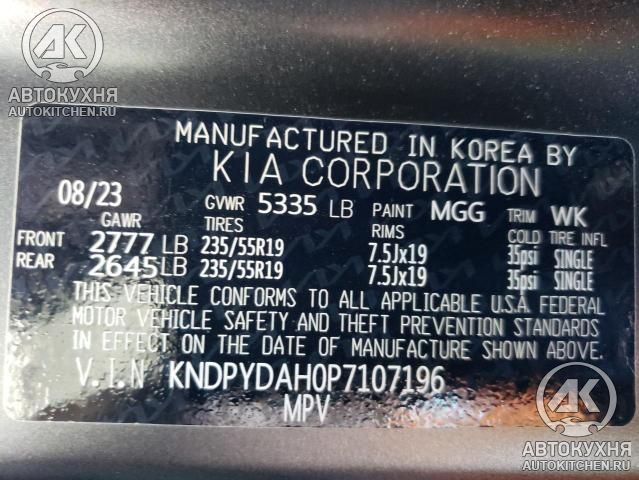 АК
АВТОКУХНЯ
AUTOKITCHEN.RU
MANUFACTURED IN KOREA BY
KIA CORPORATION
08/23 GVWR 5335 LB PAINT MGG TRIM WK
GAWR TIRES RIMS COLD TIRE INFL
FRONT 2777 LB 235/55R19 7.5Jx19 35psi SINGLE
REAR 2645 LB 235/55R19 7.5Jx19 35psi SINGLE
THIS VEHICLE CONFORMS TO ALL APPLICABLE U.S.A. FEDERAL
MOTOR VEHICLE SAFETY AND THEFT PREVENTION STANDARDS
IN EFFECT ON THE DATE OF MANUFACTURE SHOWN ABOVE.
V.I.N KNDPYDAH0P7107196
MPV
АК
АВТОКУХНЯ
AUTOKITCHEN.RU